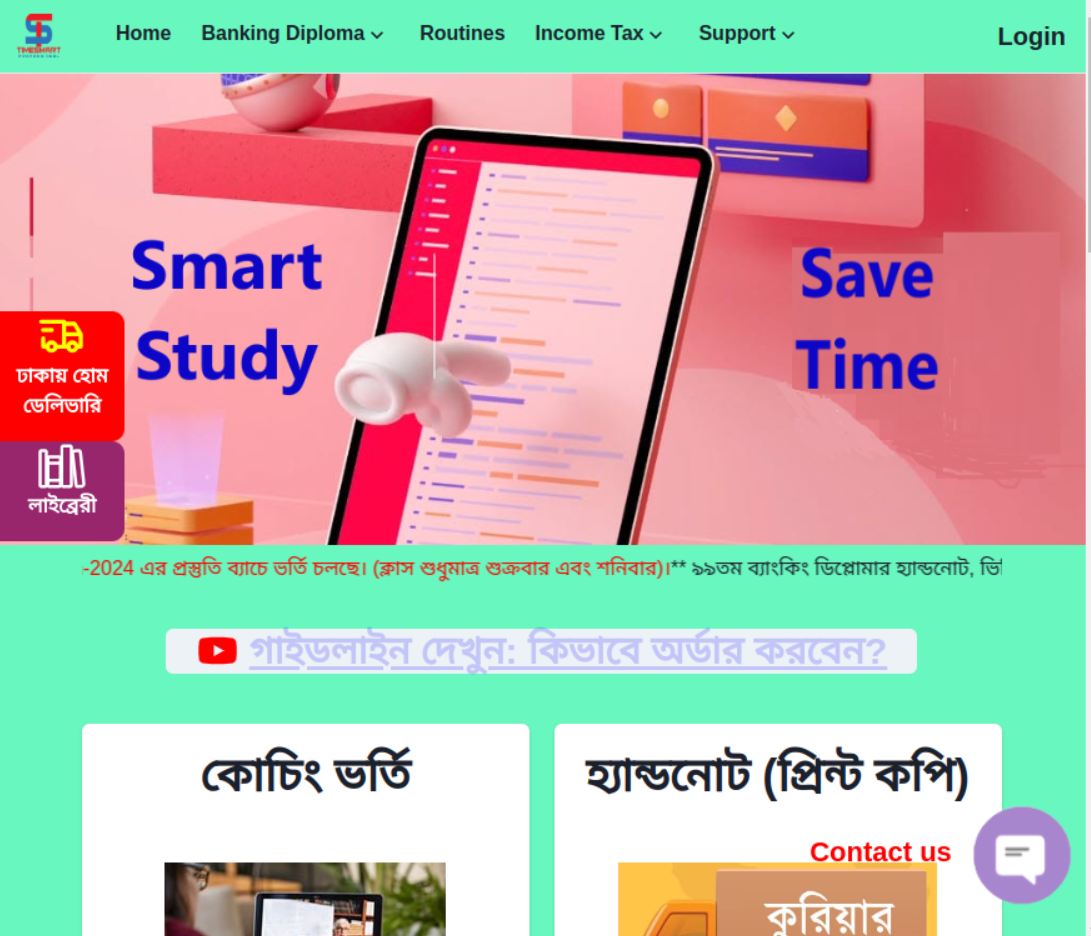 TIMESMART
Home
Banking Diploma
Routines
Income Tax
Support
Login
Smart
Study
Save
Time
ঢাকায় হোম
ডেলিভারি
লাইব্রেরী
-2024 এর প্রস্তুতি ব্যাচে ভর্তি চলছে। (ক্লাস শুধুমাত্র শুক্রবার এবং শনিবার)।** ৯৯তম ব্যাংকিং ডিপ্লোমার হ্যান্ডনোট,
গাইডলাইন দেখুন: কিভাবে অর্ডার করবেন?
কোচিং ভর্তি
হ্যান্ডনোট (প্রিন্ট কপি)
Contact us
কুরিয়ার